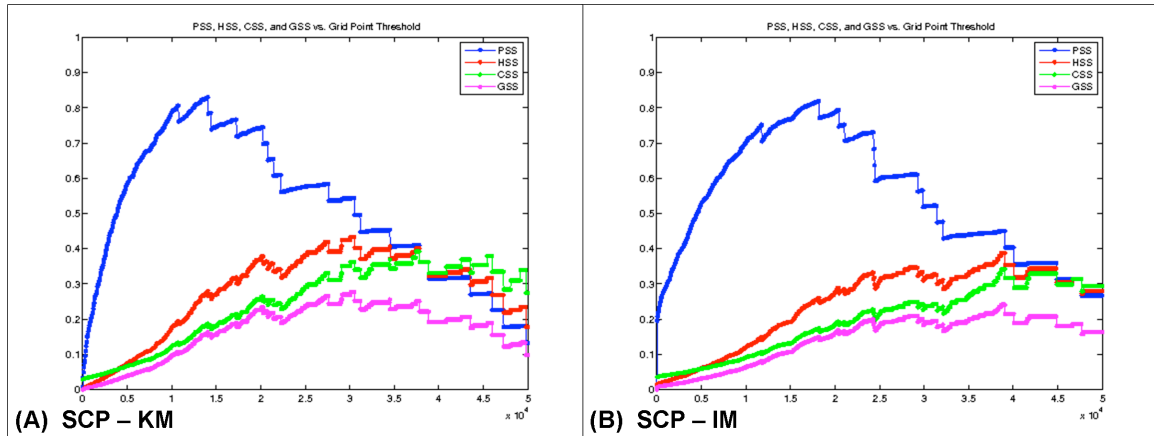 PSS, HSS, CSS, and GSS vs. Grid Point Threshold
1
0.9
0.8
0.7
0.6
0.5
0.4
0.3
0.2
0.1
0
PSS
HSS
CSS
GSS
0 0.5 1 1.5 2 2.5 3 3.5 4 4.5 5
x 10^4
(A) SCP – KM
PSS, HSS, CSS, and GSS vs. Grid Point Threshold
1
0.9
0.8
0.7
0.6
0.5
0.4
0.3
0.2
0.1
0
PSS
HSS
CSS
GSS
0 0.5 1 1.5 2 2.5 3 3.5 4 4.5 5
x 10^4
(B) SCP – IM